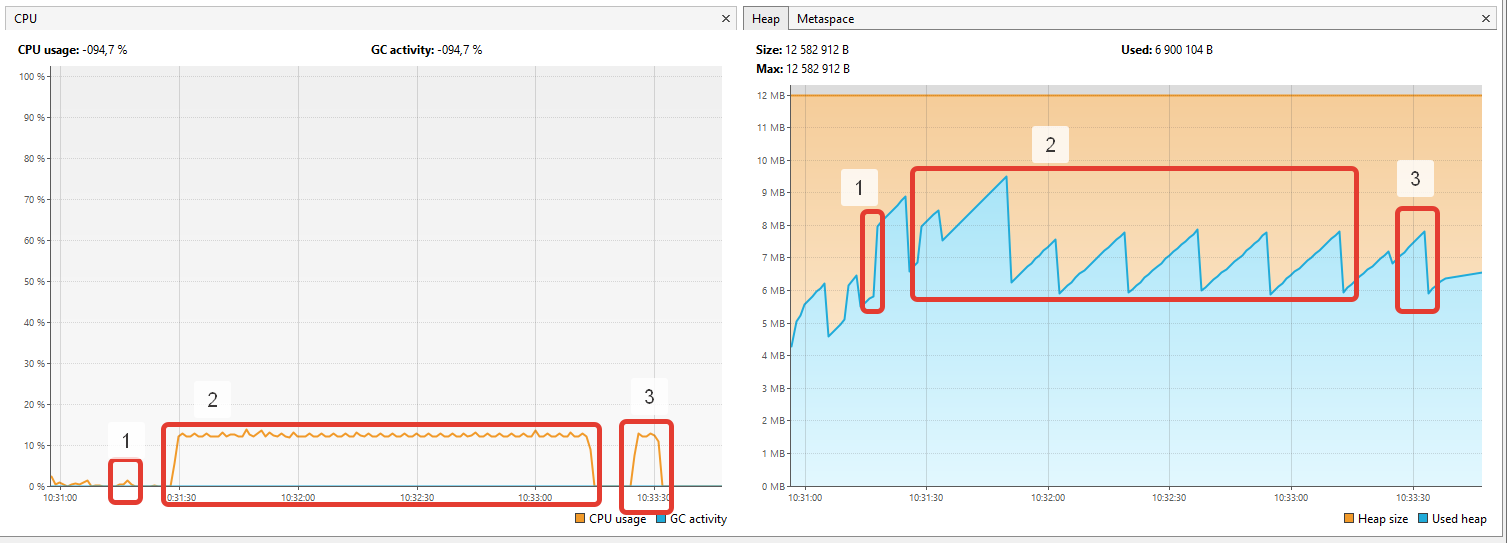 CPU
CPU usage: -094,7 %
GC activity: -094,7 %
100 %
90 %
80 %
70 %
60 %
50 %
40 %
30 %
20 %
10 %
0 %
1
2
3
10:31:00
10:31:30
10:32:00
10:32:30
10:33:00
10:33:30
CPU usage
GC activity
Heap
Metaspace
Size: 12 582 912 B
Used: 6 900 104 B
Max: 12 582 912 B
12 MB
11 MB
10 MB
9 MB
8 MB
7 MB
6 MB
5 MB
4 MB
3 MB
2 MB
1 MB
0 MB
1
2
3
10:31:00
10:31:30
10:32:00
10:32:30
10:33:00
10:33:30
Heap size
Used heap